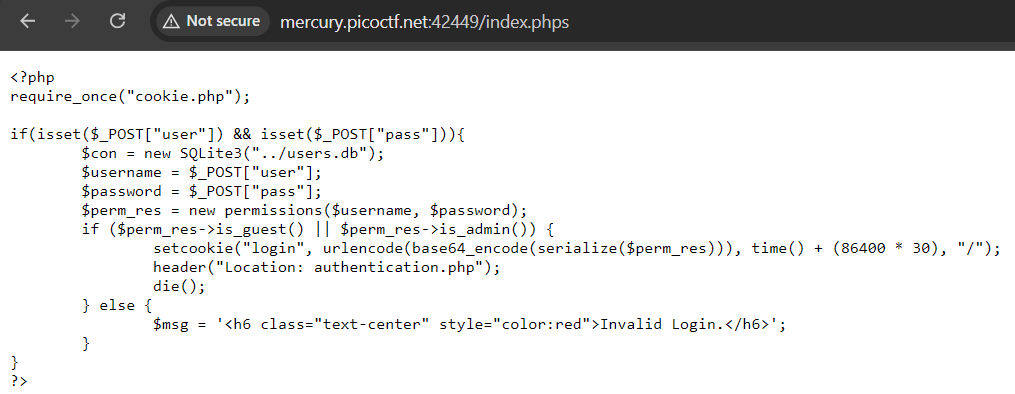 Not secure mercury.picoctf.net:42449/index.phps
<?php
require_once("cookie.php");
if(isset($_POST["user"]) && isset($_POST["pass"])){
$con = new SQLite3("../users.db");
$username = $_POST["user"];
$password = $_POST["pass"];
$perm_res = new permissions($username, $password);
if ($perm_res->is_guest() || $perm_res->is_admin()) {
setcookie("login", urlencode(base64_encode(serialize($perm_res))), time() + (86400 * 30), "/");
header("Location: authentication.php");
die();
} else {
$msg = '<h6 class="text-center" style="color:red">Invalid Login.</h6>';
}
}
?>